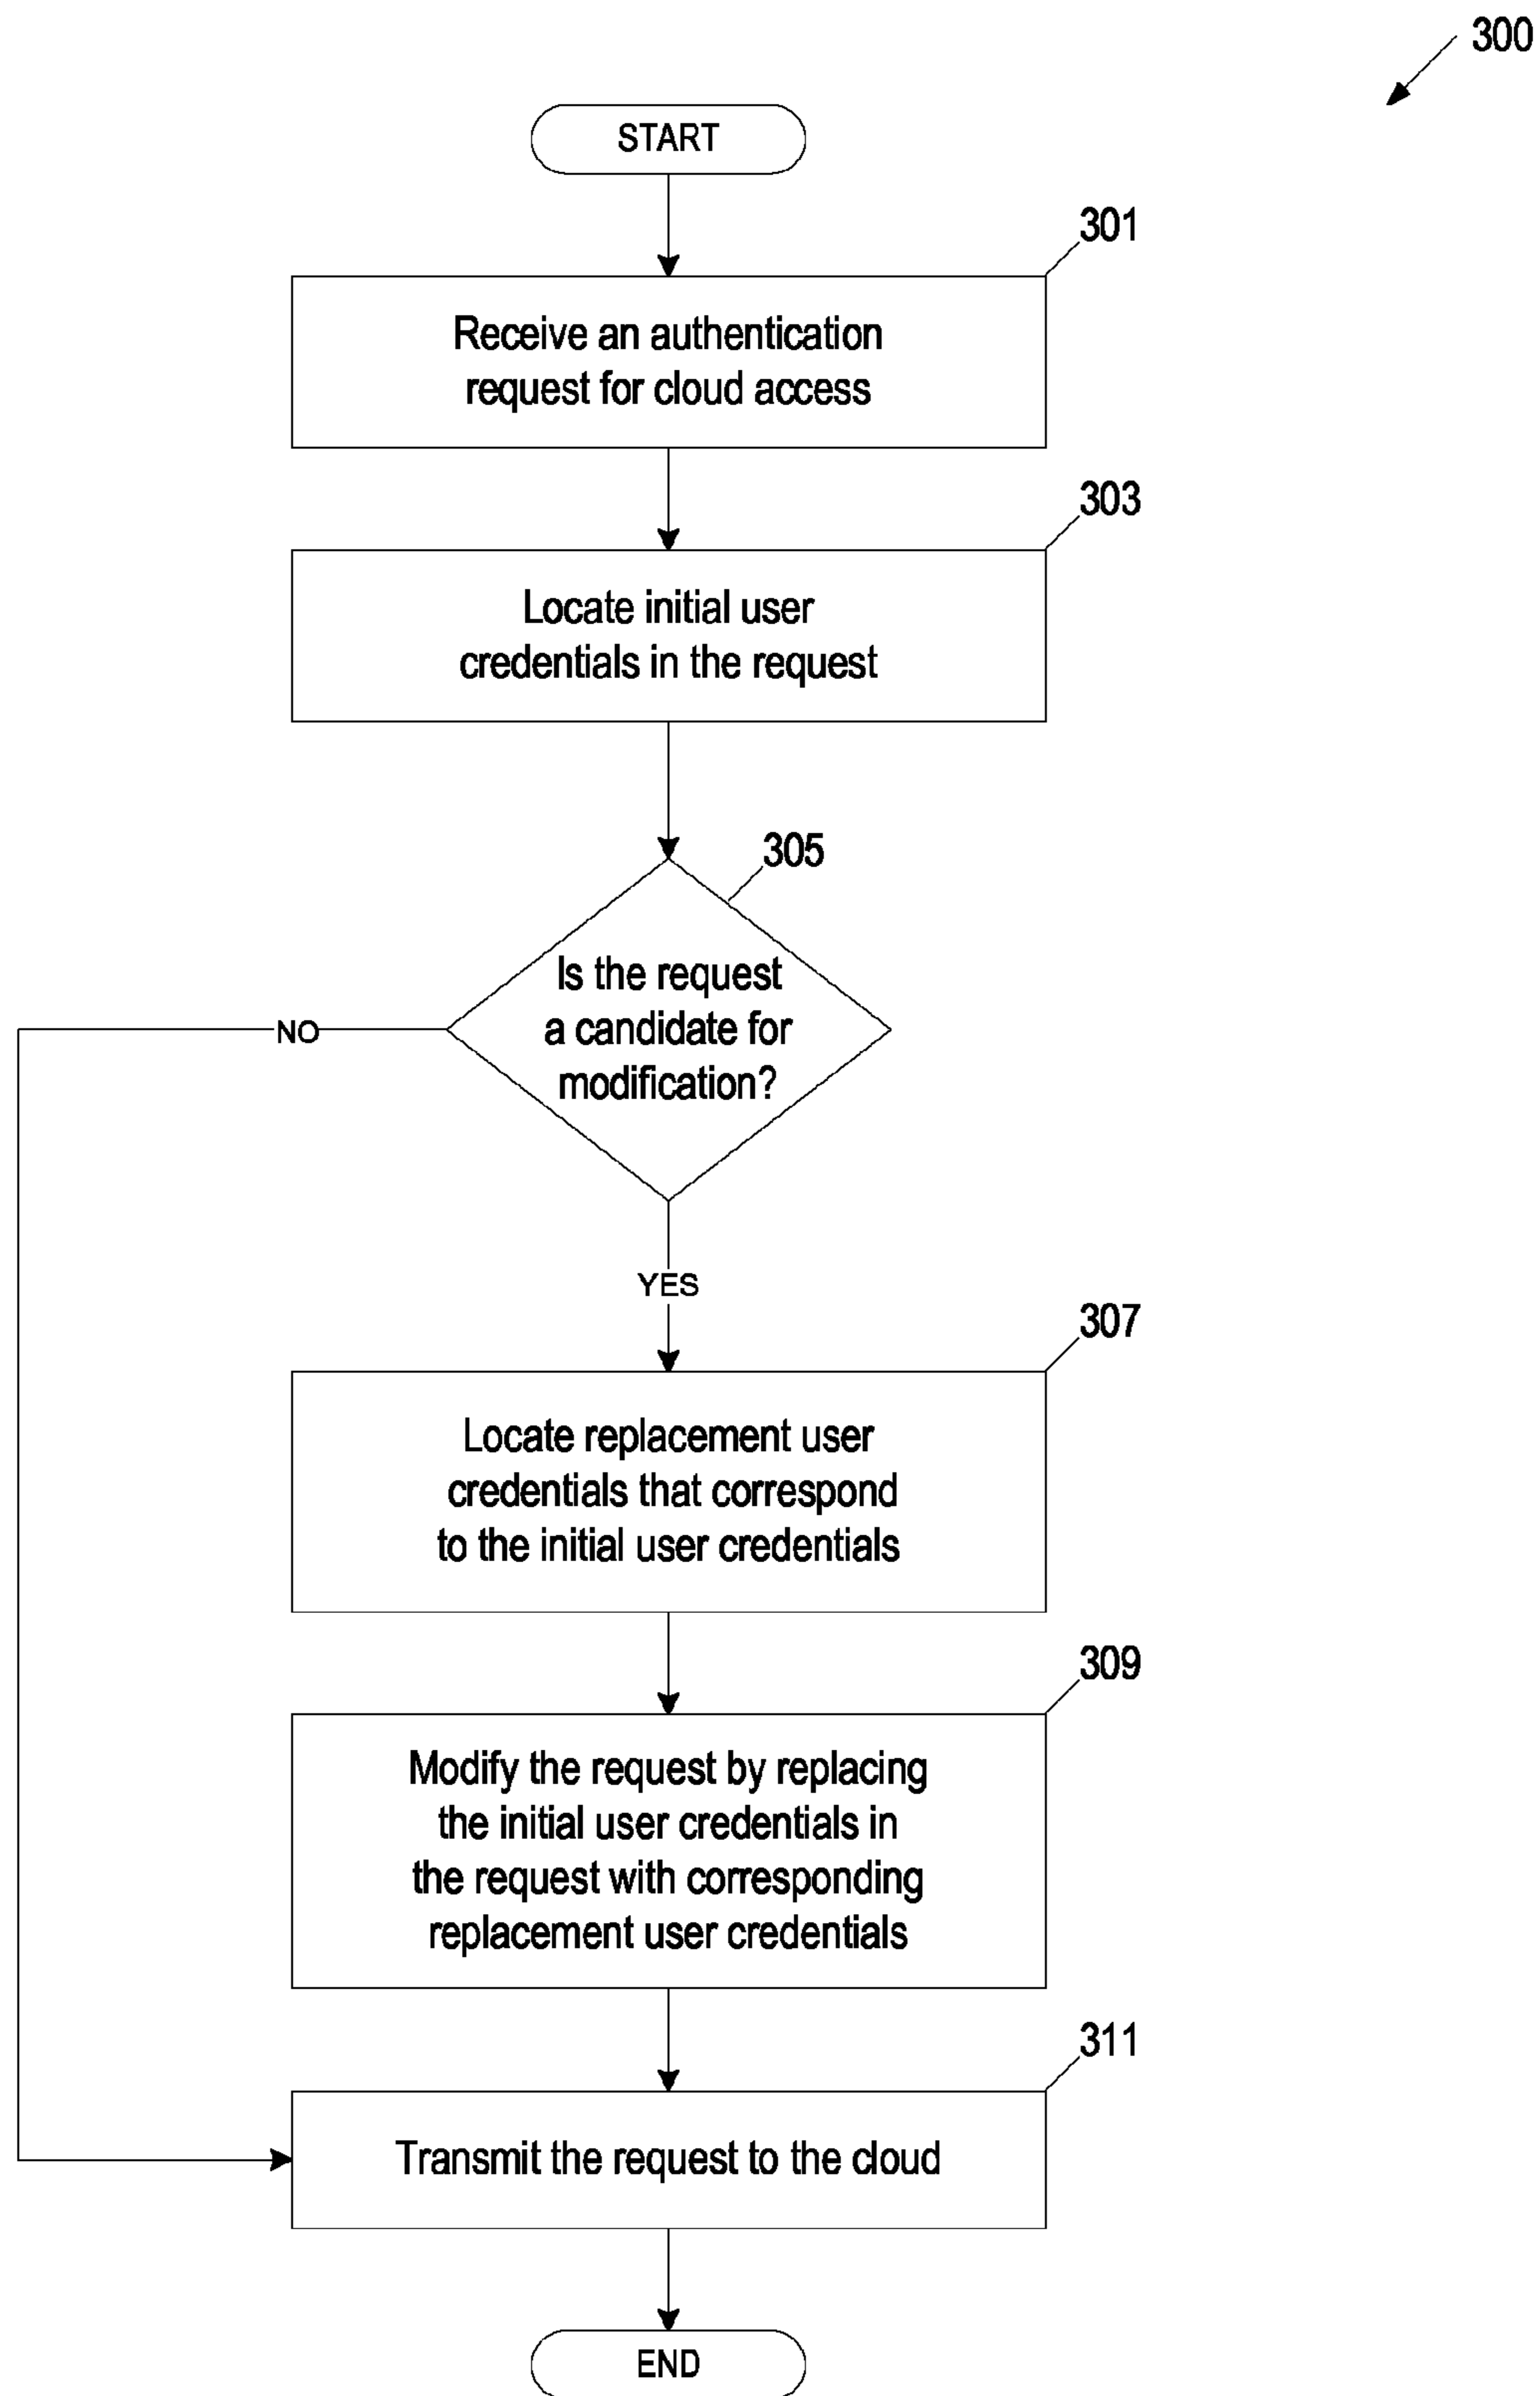 300
START
301
Receive an authentication
request for cloud access
303
Locate initial user
credentials in the request
305
Is the request
a candidate for
modification?
NO
YES
307
Locate replacement user
credentials that correspond
to the initial user credentials
309
Modify the request by replacing
the initial user credentials in
the request with corresponding
replacement user credentials
311
Transmit the request to the cloud
END